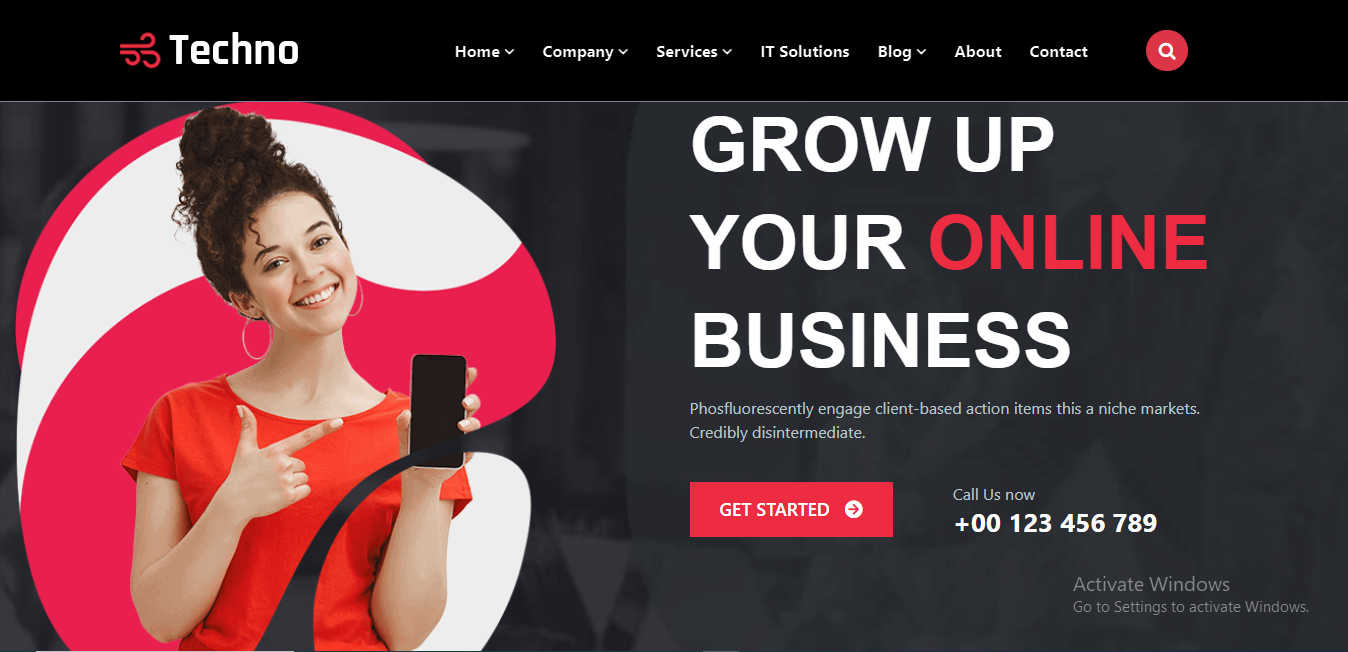 Techno
Home Company Services IT Solutions Blog About Contact
GROW UP
YOUR ONLINE
BUSINESS
Phosfluorescently engage client-based action items this a niche markets.
Credibly disintermediate.
GET STARTED
Call Us now
+00 123 456 789
Activate Windows
Go to Settings to activate Windows.